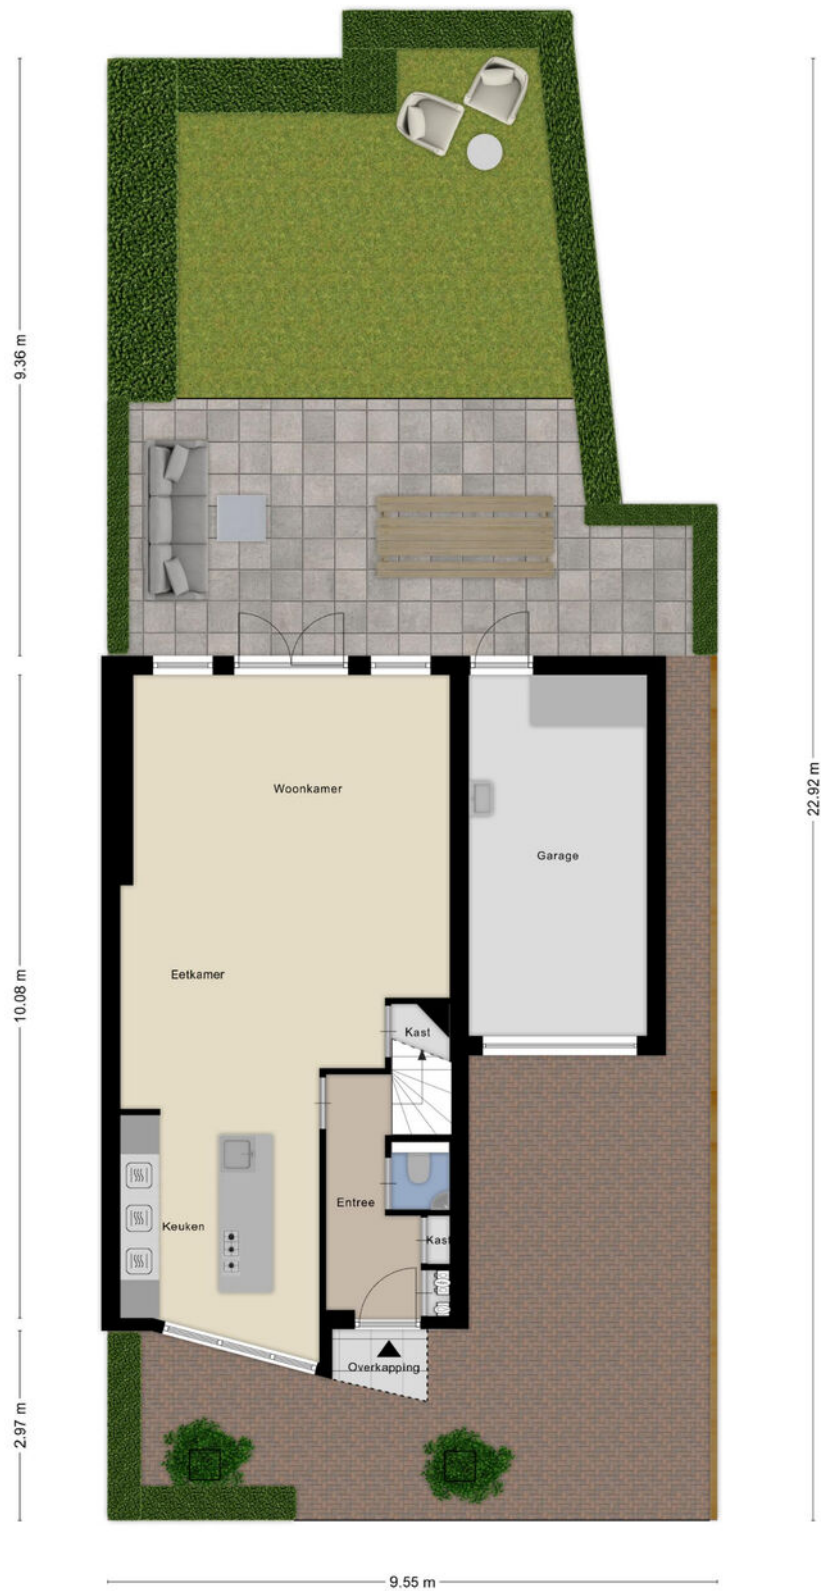 9.36 m
22.92 m
Woonkamer
Garage
Eetkamer
10.08 m
Kast
Entree
Keuken
Kast
Overkapping
2.97 m
9.55 m